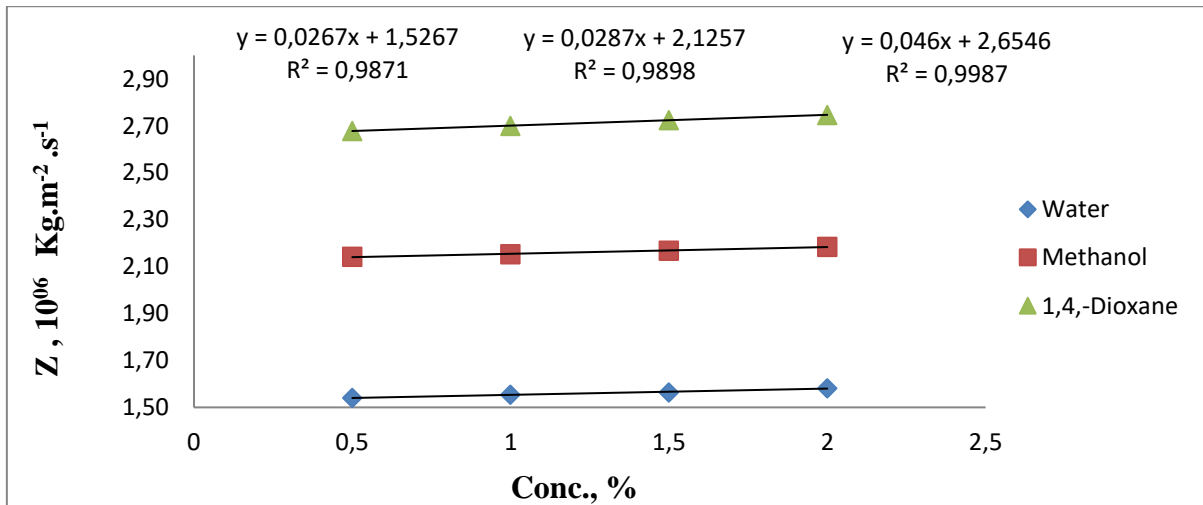 y = 0,0267x + 1,5267
R² = 0,9871
y = 0,0287x + 2,1257
R² = 0,9898
y = 0,046x + 2,6546
R² = 0,9987
2,90
2,70
2,50
2,30
2,10
1,90
1,70
1,50
Z , 10⁰⁶ Kg.m⁻² .s⁻¹
0
0,5
1
1,5
2
2,5
Conc., %
Water
Methanol
1,4,-Dioxane